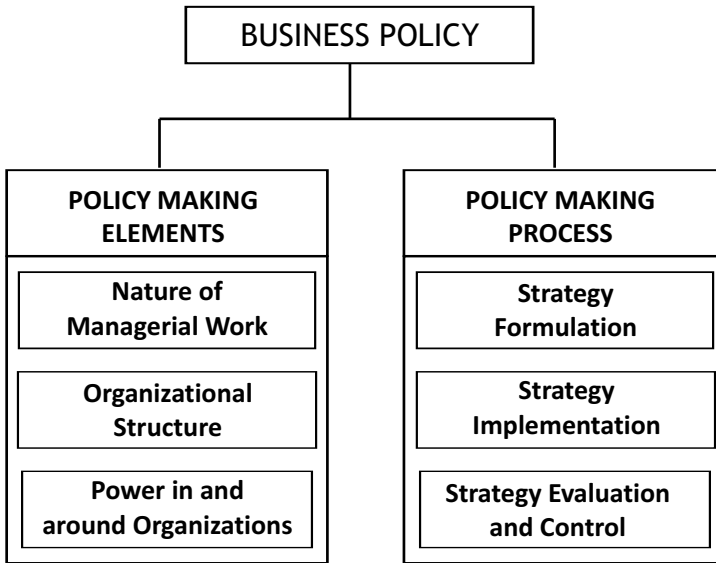 BUSINESS POLICY
POLICY MAKING
ELEMENTS
Nature of
Managerial Work
Organizational
Structure
Power in and
around Organizations
POLICY MAKING
PROCESS
Strategy
Formulation
Strategy
Implementation
Strategy Evaluation
and Control